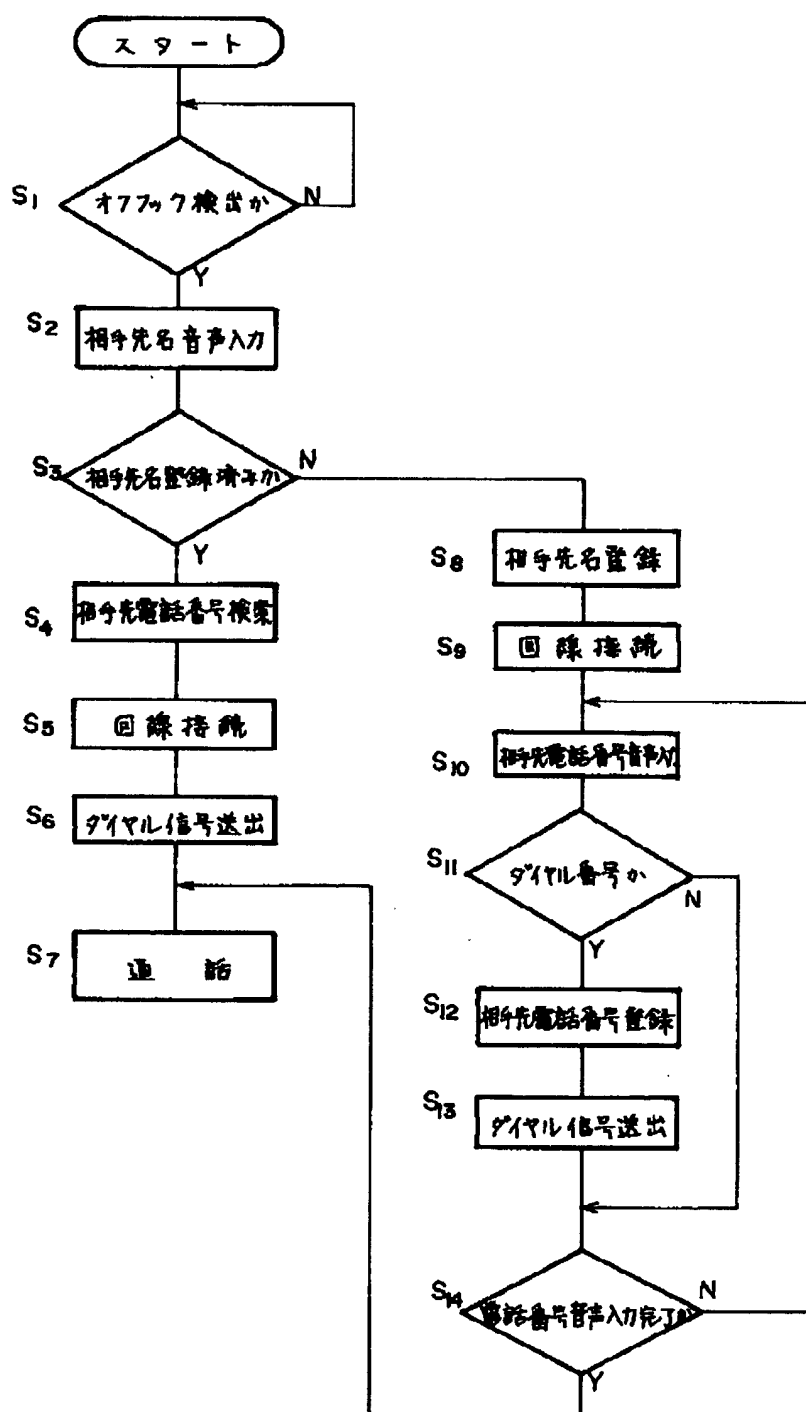 スタート
S1
オフフック検出か
N
Y
S2
相手先名音声入力
S3
相手先名登録済みか
N
Y
S4
相手先電話番号検索
S5
回線接続
S6
ダイヤル信号送出
S7
通話
S8
相手先名登録
S9
回線接続
S10
相手先電話番号音声入力
S11
ダイヤル番号か
N
Y
S12
相手先電話番号登録
S13
ダイヤル信号送出
S14
電話番号音声入力完了か
N
Y